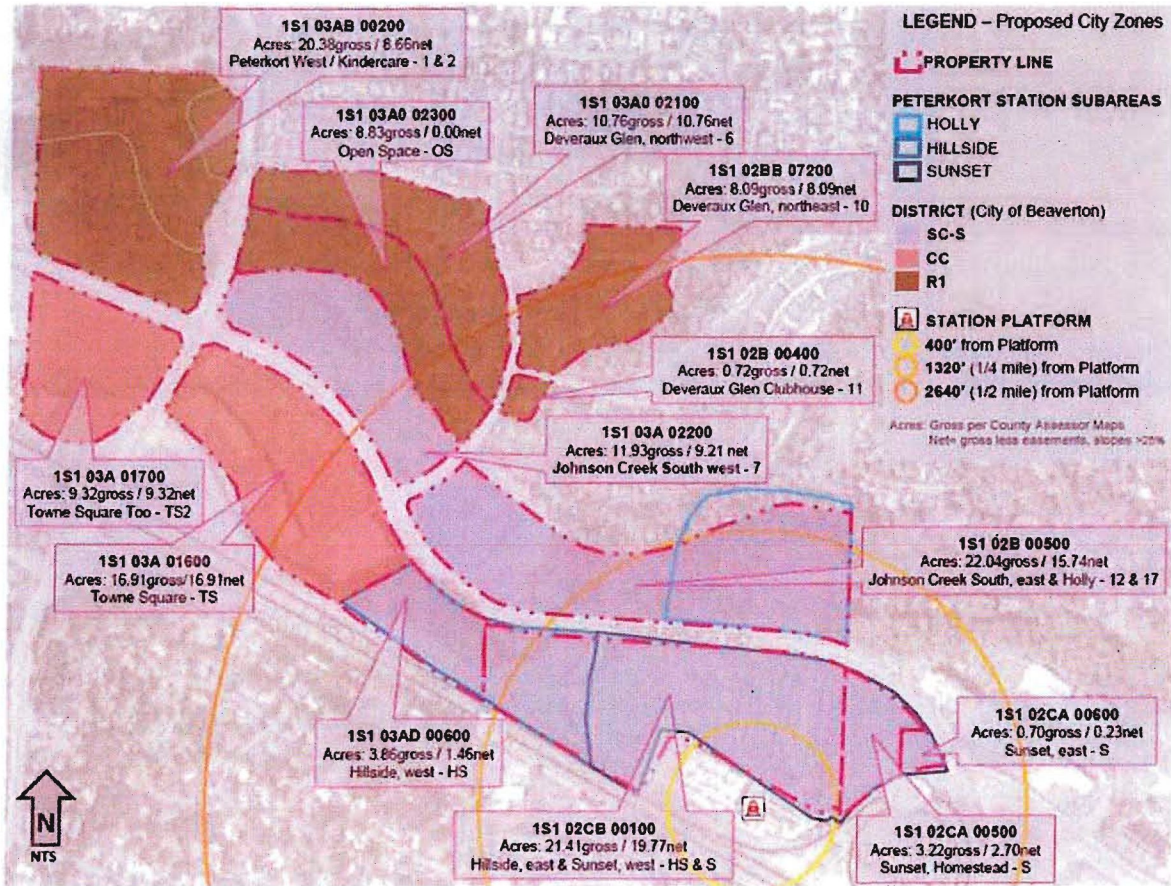 1S1 03AB 00200
Acres: 20.38gross / 8.66net
Peterkort West / Kindercare - 1 & 2
1S1 03A0 02300
Acres: 8.83gross / 0.00net
Open Space - OS
1S1 03A0 02100
Acres: 10.76gross / 10.76net
Deveraux Glen, northwest - 6
1S1 02BB 07200
Acres: 8.09gross / 8.09net
Deveraux Glen, northeast - 10
LEGEND – Proposed City Zones
PROPERTY LINE
PETERKORT STATION SUBAREAS
HOLLY
HILLSIDE
SUNSET
DISTRICT (City of Beaverton)
SC-S
CC
R1
STATION PLATFORM
400' from Platform
1320' (1/4 mile) from Platform
2640' (1/2 mile) from Platform
Acres: Gross per County Assessor Maps
Net= gross less easements, slopes >25%
1S1 02B 00400
Acres: 0.72gross / 0.72net
Deveraux Glen Clubhouse - 11
1S1 03A 02200
Acres: 11.93gross / 9.21 net
Johnson Creek South west - 7
1S1 03A 01700
Acres: 9.32gross / 9.32net
Towne Square Too - TS2
1S1 03A 01600
Acres: 16.91gross/16.91net
Towne Square - TS
1S1 02B 00500
Acres: 22.04gross / 15.74net
Johnson Creek South, east & Holly - 12 & 17
1S1 03AD 00600
Acres: 3.86gross / 1.46net
Hillside, west - HS
1S1 02CA 00600
Acres: 0.70gross / 0.23net
Sunset, east - S
1S1 02CB 00100
Acres: 21.41gross / 19.77net
Hillside, east & Sunset, west - HS & S
1S1 02CA 00500
Acres: 3.22gross / 2.70net
Sunset, Homestead - S
N
NTS